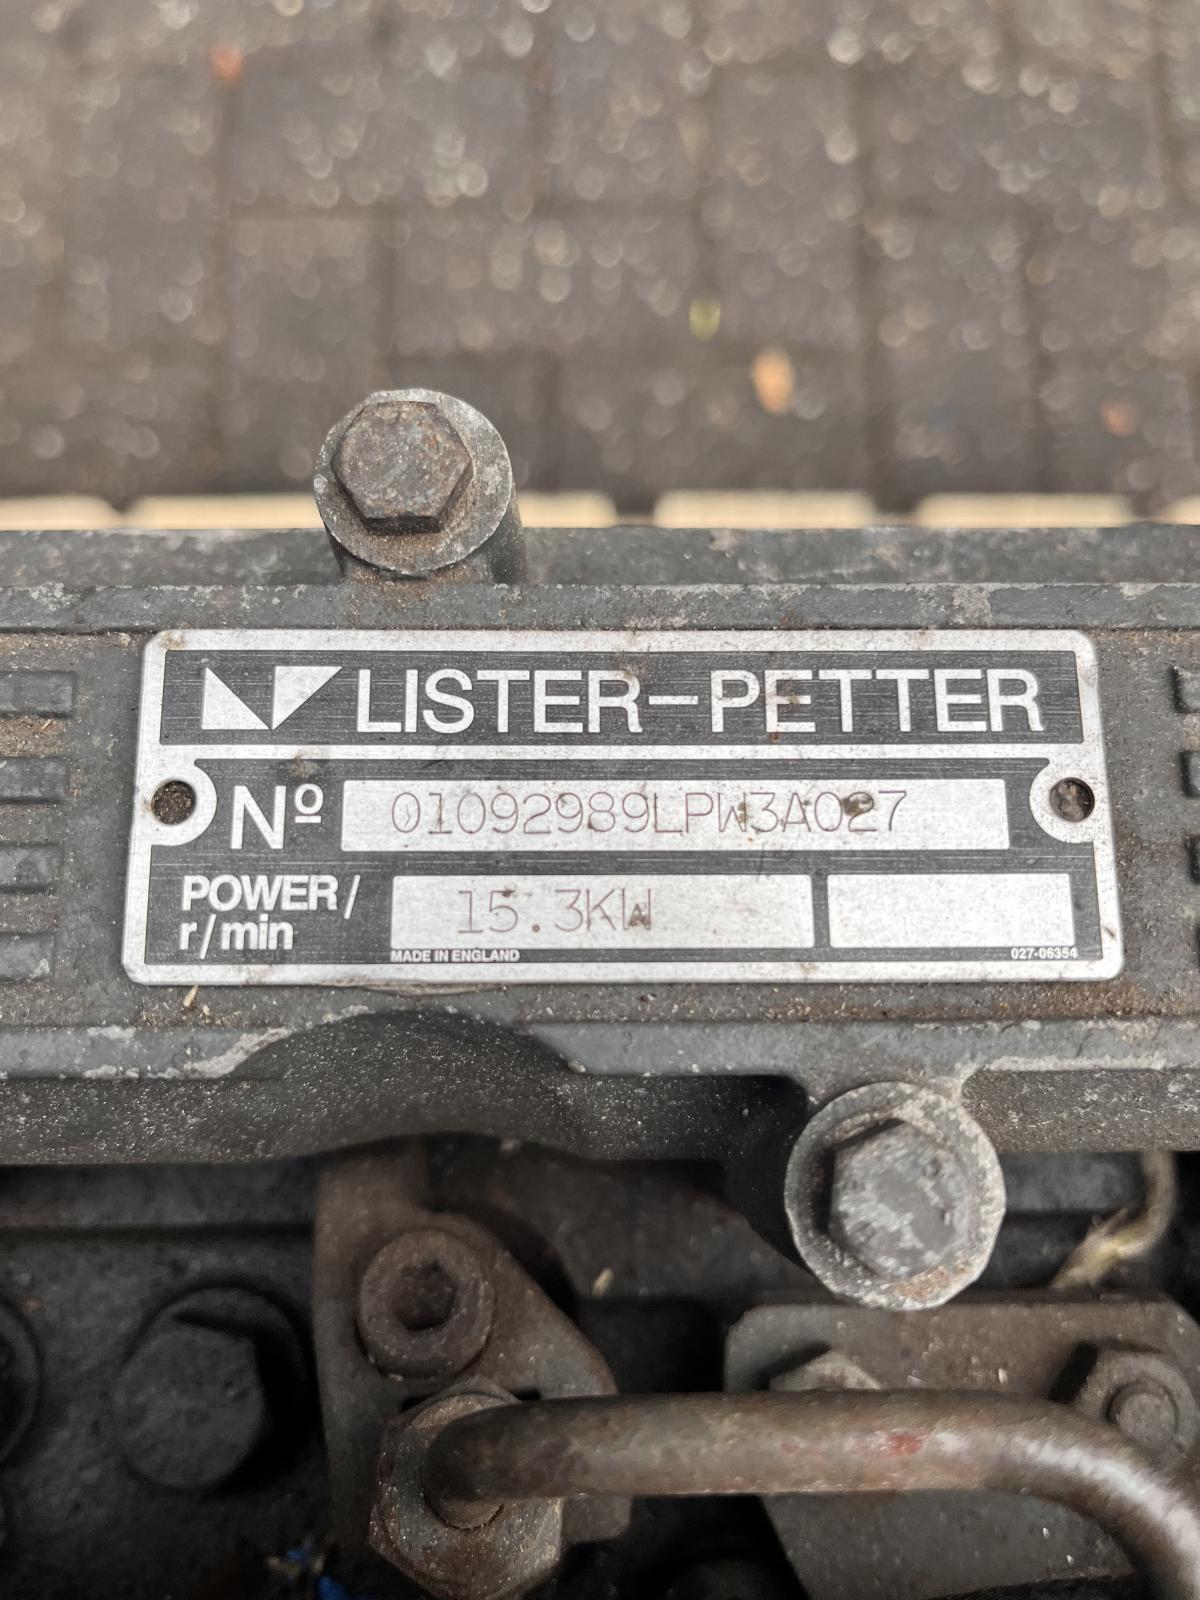 LISTER-PETTER
Nº 01092989LPW3A027
POWER/ r/min 15.3KW
MADE IN ENGLAND 027-06354